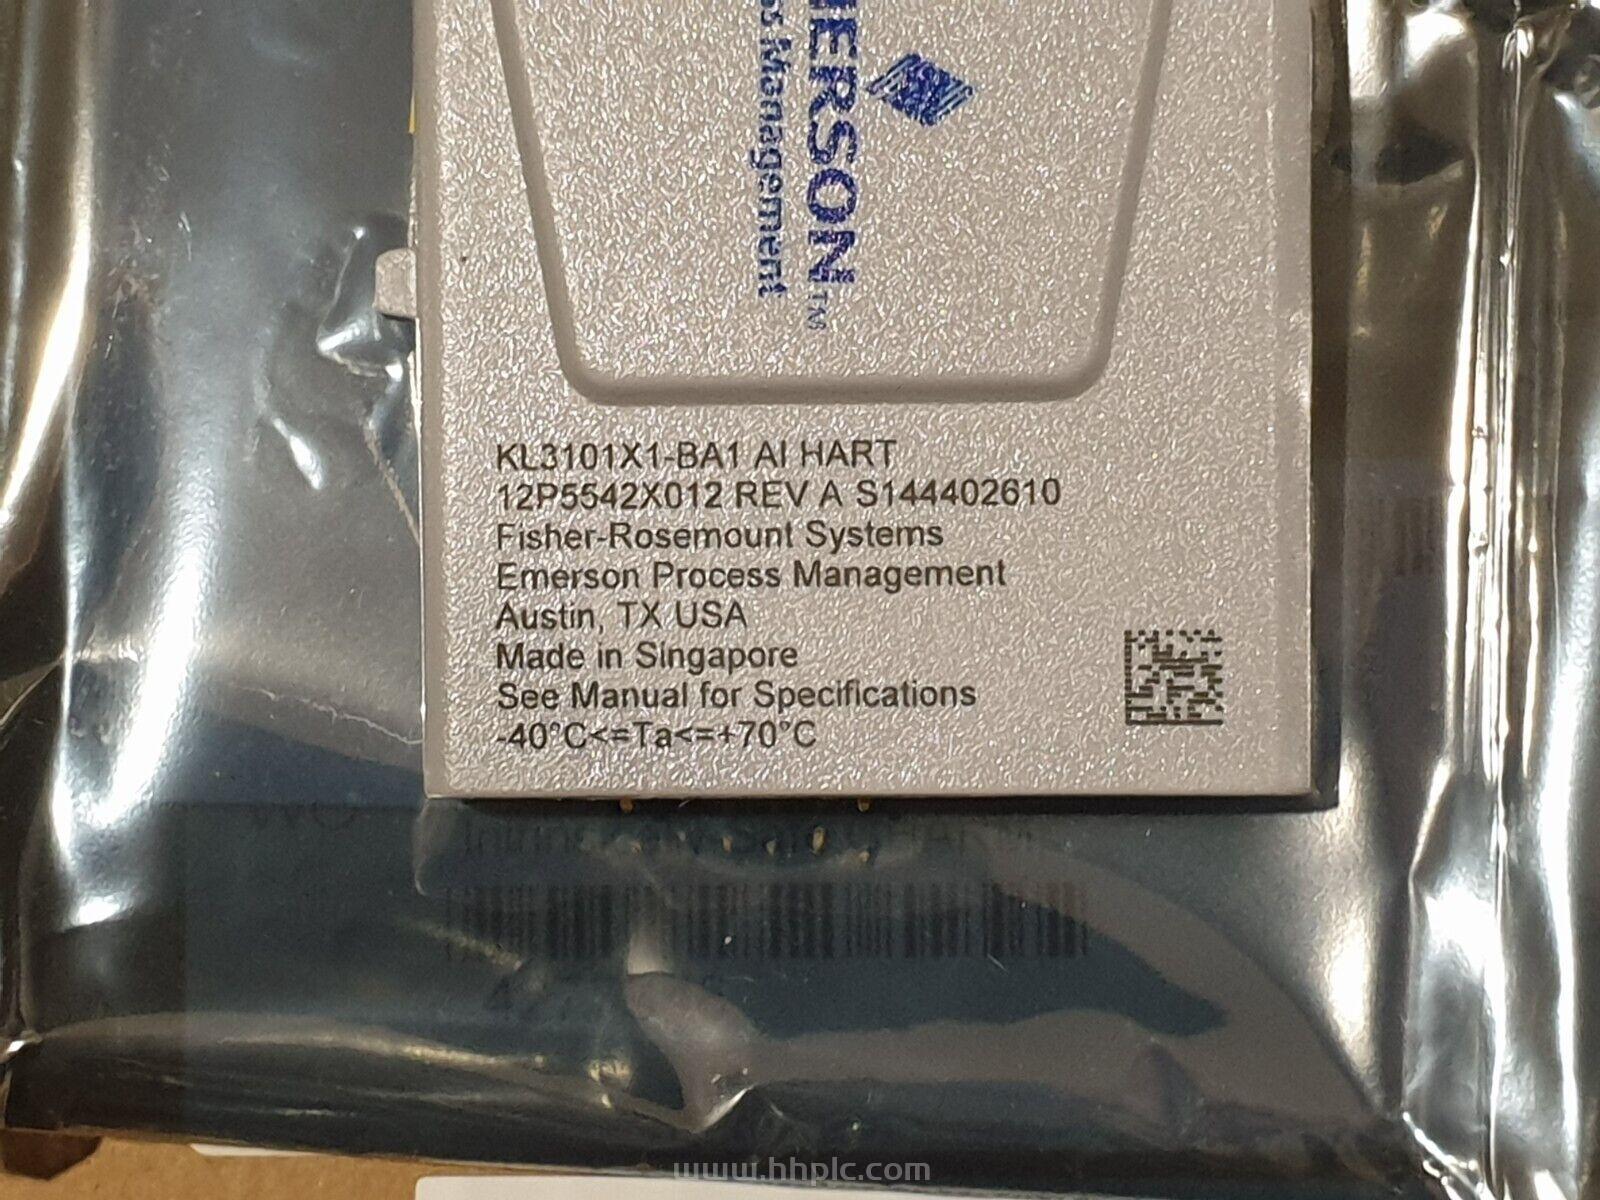 ERSON™
Management
KL3101X1-BA1 AI HART
12P5542X012 REV A S144402610
Fisher-Rosemount Systems
Emerson Process Management
Austin, TX USA
Made in Singapore
See Manual for Specifications
-40°C<=Ta<=+70°C
www.hhplc.com